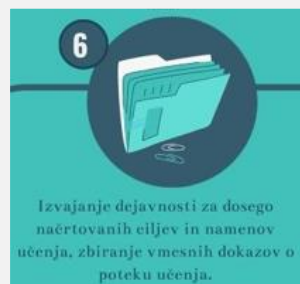 6
Izvajanje dejavnosti za dosego
načrtovanih ciljev in namenov
učenja, zbiranje vmesnih dokazov o
poteku učenja.